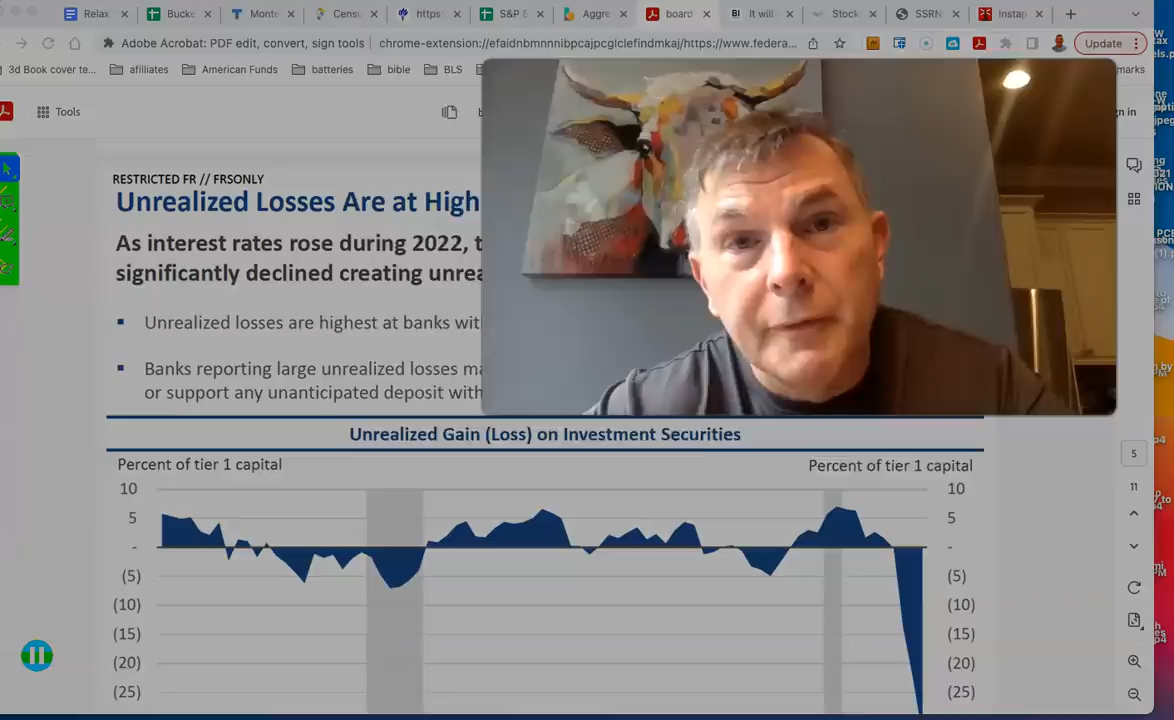 Relax
Bucke
Monte
Censu
https:
S&P E
Aggre
board
It will
Stock
SSRN
Instap
Adobe Acrobat: PDF edit, convert, sign tools
chrome-extension://efaidnbmnnnibpcajpcglclefindmkaj/https://www.federa...
Update
3d Book cover te...
afilliates
American Funds
batteries
bible
BLS
marks
Tools
gn in
RESTRICTED FR // FRSONLY
Unrealized Losses Are at High
As interest rates rose during 2022, t
significantly declined creating unrea
Unrealized losses are highest at banks wit
Banks reporting large unrealized losses ma
or support any unanticipated deposit with
Unrealized Gain (Loss) on Investment Securities
Percent of tier 1 capital
Percent of tier 1 capital
10
10
5
5
-
-
(5)
(5)
(10)
(10)
(15)
(15)
(20)
(20)
(25)
(25)
5
11